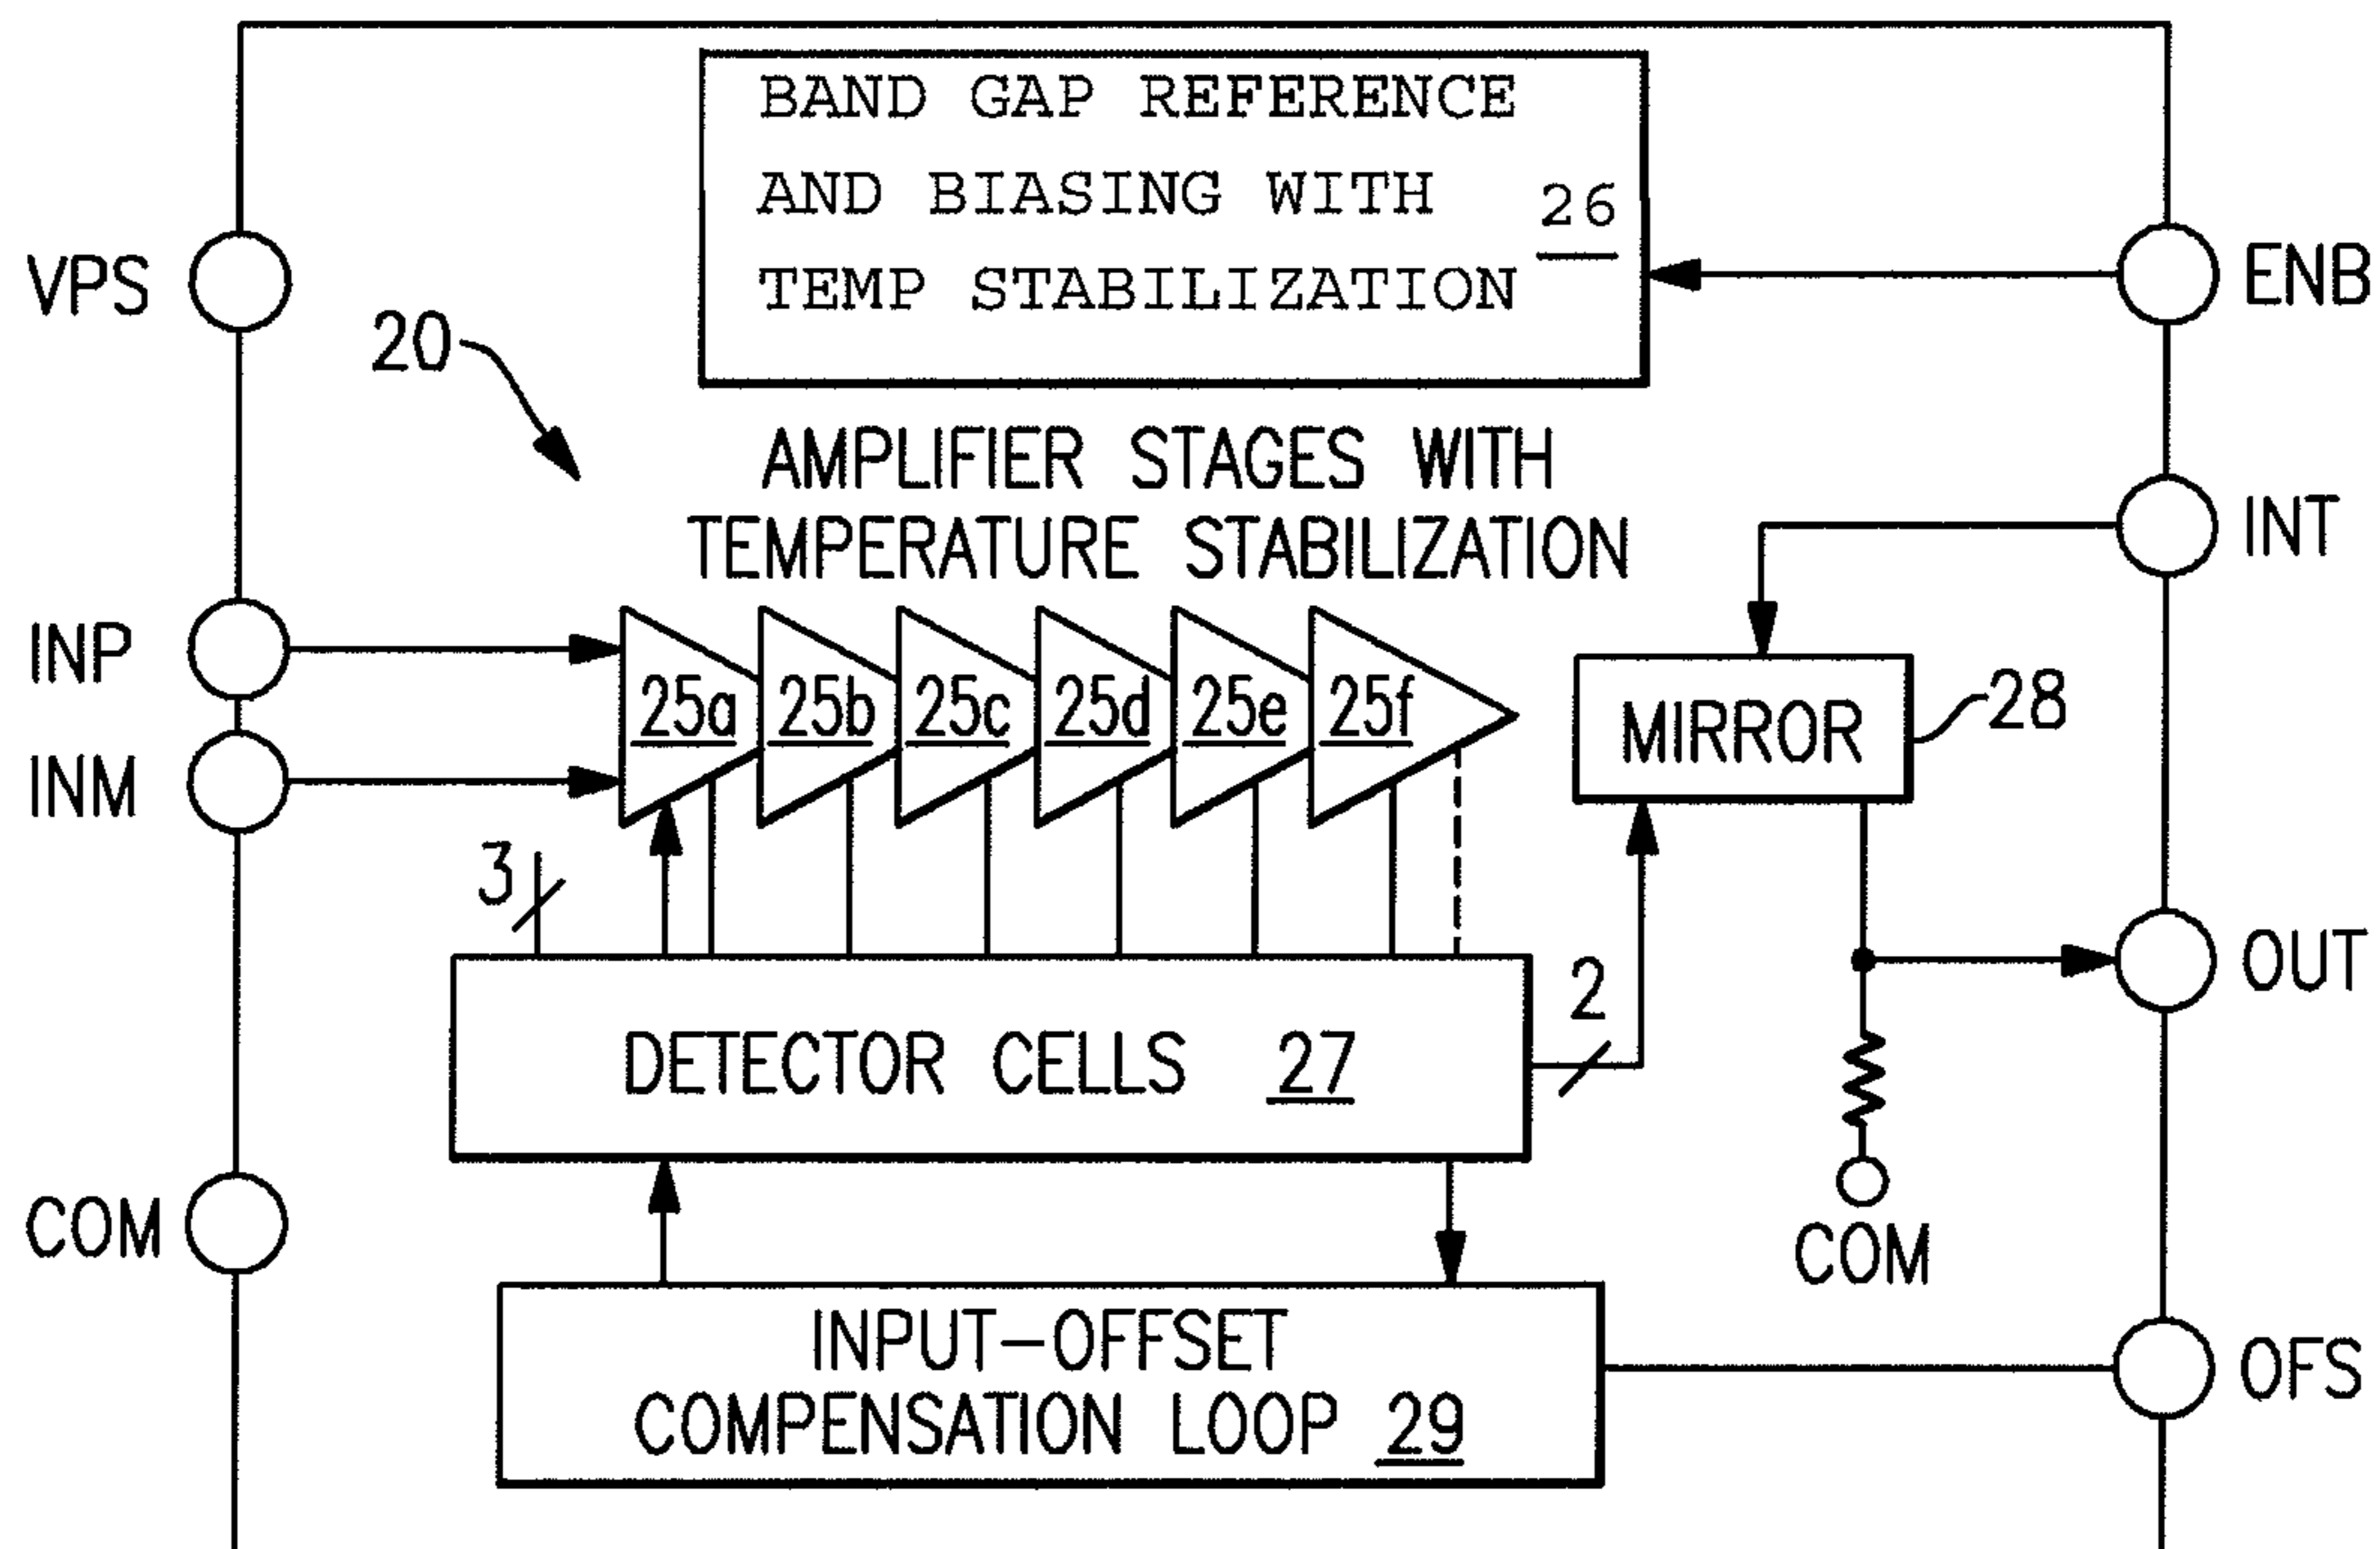 BAND GAP REFERENCE
AND BIASING WITH 26
TEMP STABILIZATION
VPS
ENB
20
AMPLIFIER STAGES WITH
TEMPERATURE STABILIZATION
INT
INP
25a 25b 25c 25d 25e 25f
MIRROR
28
INM
3
2
OUT
DETECTOR CELLS 27
COM
COM
INPUT-OFFSET
COMPENSATION LOOP 29
OFS